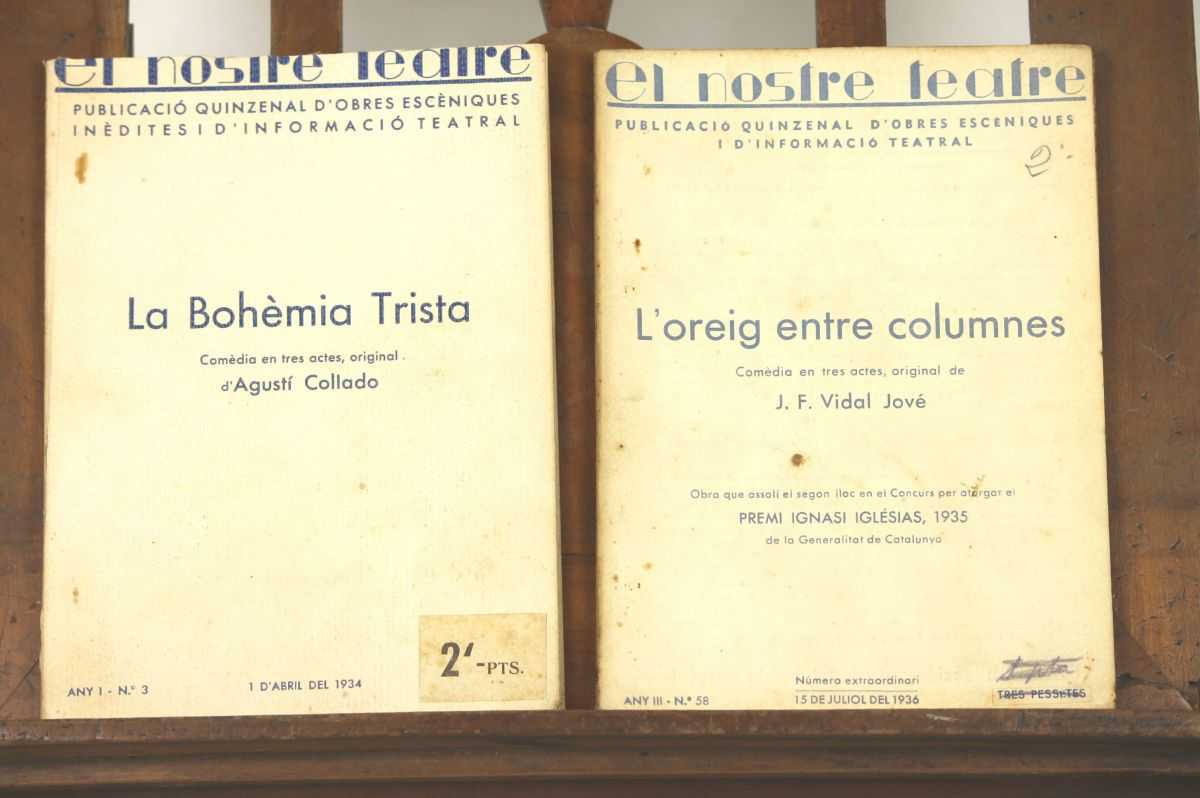 el nostre teatre
PUBLICACIÓ QUINZENAL D'OBRES ESCÈNIQUES
INÈDITES I D'INFORMACIÓ TEATRAL
La Bohèmia Trista
Comèdia en tres actes, original
d'Agustí Collado
2'-PTS.
ANY I - N.º 3
1 D'ABRIL DEL 1934
el nostre teatre
PUBLICACIÓ QUINZENAL D'OBRES ESCÈNIQUES
I D'INFORMACIÓ TEATRAL
2'-
L'oreig entre columnes
Comèdia en tres actes, original de
J. F. Vidal Jové
Obra que assolí el segon lloc en el Concurs per atorgar el
PREMI IGNASI IGLÉSIAS, 1935
de la Generalitat de Catalunya
Número extraordinari
ANY III - N.º 58
15 DE JULIOL DEL 1936
TRES PESSETES